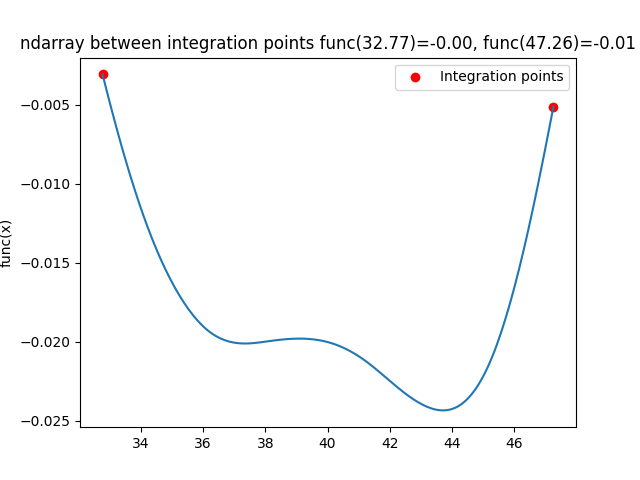 ndarray between integration points func(32.77)=-0.00, func(47.26)=-0.01
Integration points
func(x)
−0.005
−0.010
−0.015
−0.020
−0.025
34 36 38 40 42 44 46